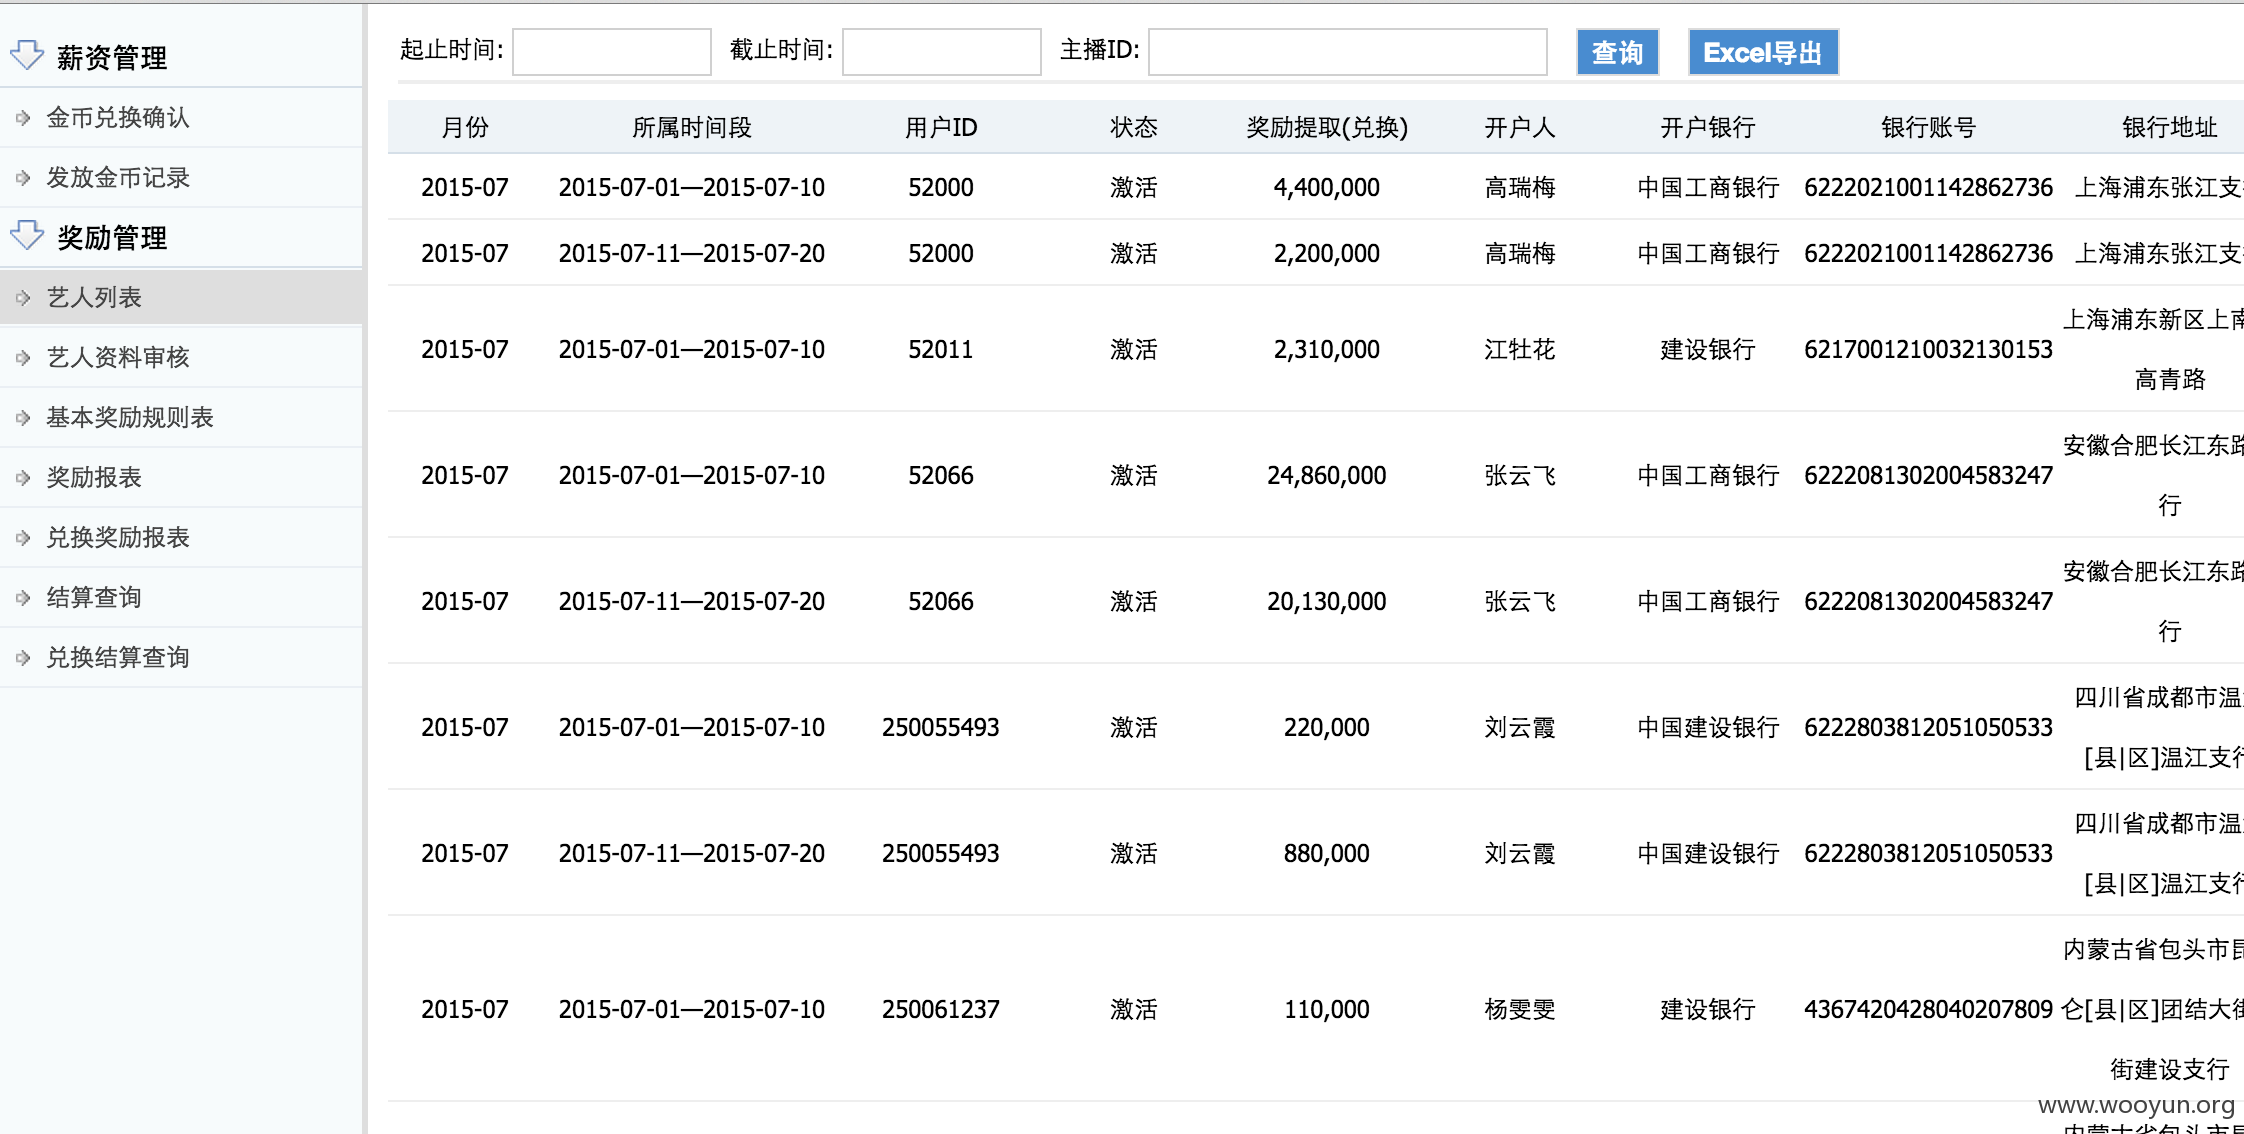 起止时间: 截止时间: 主播ID: 查询 Excel导出
薪资管理
金币兑换确认
发放金币记录
奖励管理
艺人列表
艺人资料审核
基本奖励规则表
奖励报表
兑换奖励报表
结算查询
兑换结算查询
月份 所属时间段 用户ID 状态 奖励提取(兑换) 开户人 开户银行 银行账号 银行地址
2015-07 2015-07-01—2015-07-10 52000 激活 4,400,000 高瑞梅 中国工商银行 6222021001142862736 上海浦东张江支
2015-07 2015-07-11—2015-07-20 52000 激活 2,200,000 高瑞梅 中国工商银行 6222021001142862736 上海浦东张江支
上海浦东新区上南
2015-07 2015-07-01—2015-07-10 52011 激活 2,310,000 江牡花 建设银行 6217001210032130153
高青路
安徽合肥长江东路
2015-07 2015-07-01—2015-07-10 52066 激活 24,860,000 张云飞 中国工商银行 6222081302004583247
行
安徽合肥长江东路
2015-07 2015-07-11—2015-07-20 52066 激活 20,130,000 张云飞 中国工商银行 6222081302004583247
行
四川省成都市温
2015-07 2015-07-01—2015-07-10 250055493 激活 220,000 刘云霞 中国建设银行 6222803812051050533
[县|区]温江支行
四川省成都市温
2015-07 2015-07-11—2015-07-20 250055493 激活 880,000 刘云霞 中国建设银行 6222803812051050533
[县|区]温江支行
内蒙古省包头市昆
2015-07 2015-07-01—2015-07-10 250061237 激活 110,000 杨雯雯 建设银行 4367420428040207809 仑[县|区]团结大街
街建设支行
www.wooyun.org